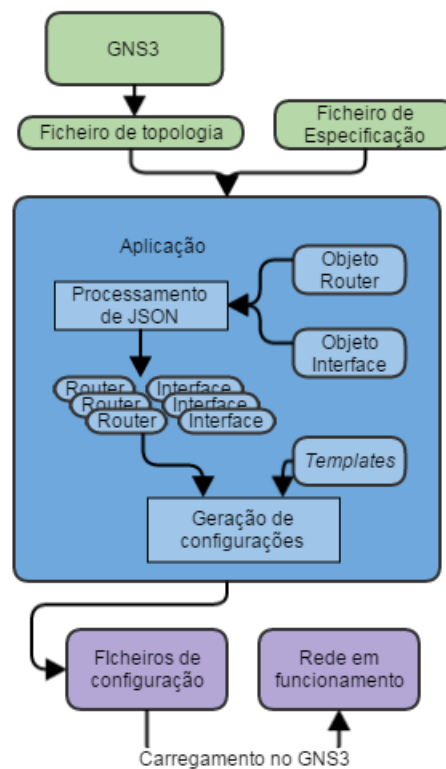 GNS3
Ficheiro de topologia
Ficheiro de
Especificação
Aplicação
Objeto
Router
Processamento
de JSON
Objeto
Interface
Router
Interface
Router
Interface
Router
Interface
Templates
Geração de
configurações
FIcheiros de
configuração
Rede em
funcionamento
Carregamento no GNS3